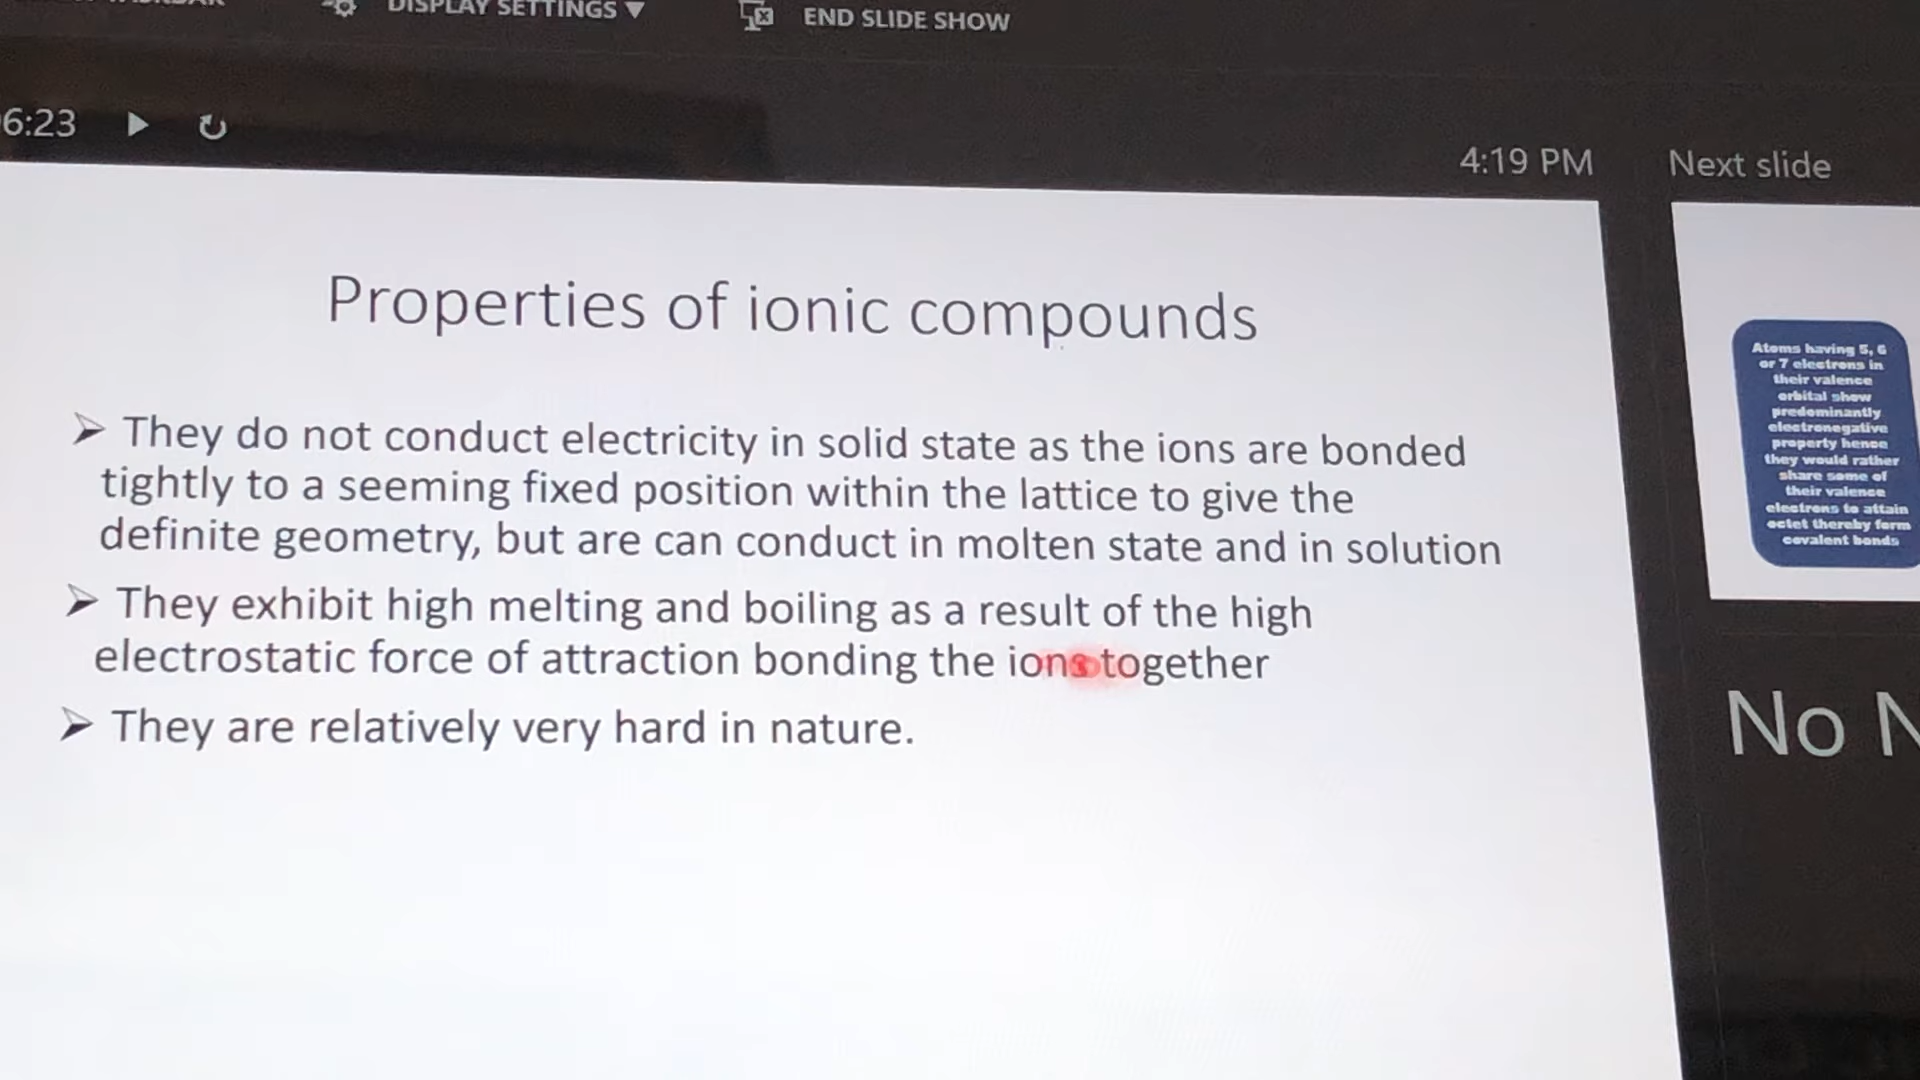 DISPLAY SETTINGS ▼
END SLIDE SHOW
6:23
4:19 PM
Next slide
Properties of ionic compounds
➢ They do not conduct electricity in solid state as the ions are bonded
tightly to a seeming fixed position within the lattice to give the
definite geometry, but are can conduct in molten state and in solution
➢ They exhibit high melting and boiling as a result of the high
electrostatic force of attraction bonding the ions together
➢ They are relatively very hard in nature.
Atoms having 5, 6
or 7 electrons in
their valence
orbital show
predominantly
electronegative
property hence
they would rather
share some of
their valence
electrons to attain
octet thereby form
covalent bonds
No